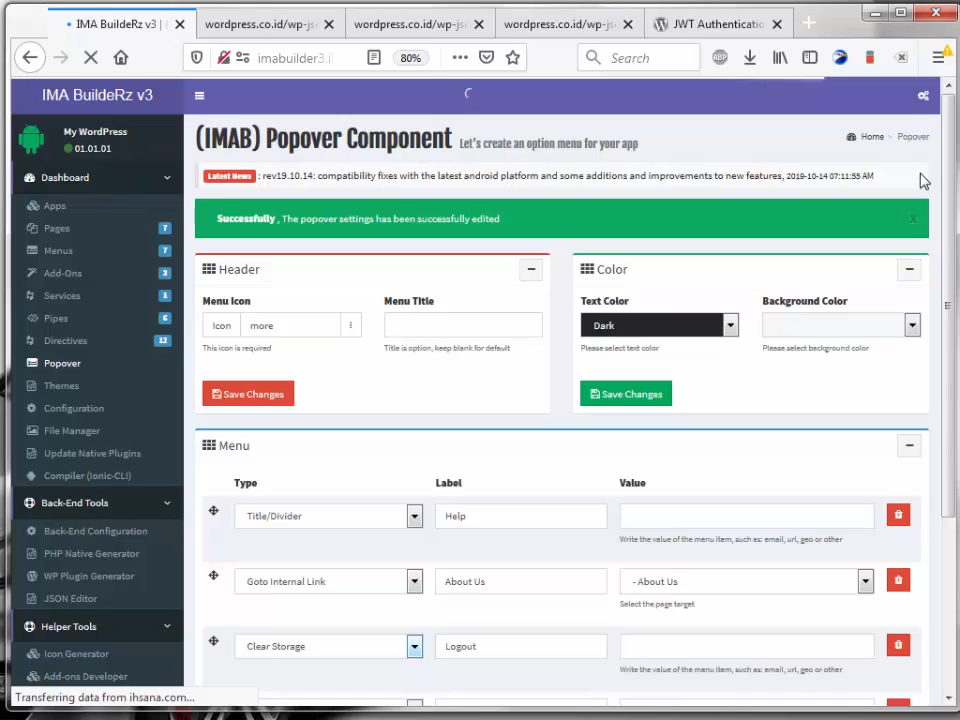 IMA BuildeRz v3 | (
wordpress.co.id/wp-js
wordpress.co.id/wp-js
wordpress.co.id/wp-js
JWT Authenticatio
imabuilder3.
80%
Search
ABP
IMA BuildeRz v3
My WordPress
01.01.01
Dashboard
Apps
Pages 7
Menus 7
Add-Ons 3
Services 1
Pipes 6
Directives 12
Popover
Themes
Configuration
File Manager
Update Native Plugins
Compiler (Ionic-CLI)
Back-End Tools
Back-End Configuration
PHP Native Generator
WP Plugin Generator
JSON Editor
Helper Tools
Icon Generator
Add-ons Developer
Transferring data from ihsana.com...
(IMAB) Popover Component Let's create an option menu for your app
Home > Popover
Latest News : rev19.10.14: compatibility fixes with the latest android platform and some additions and improvements to new features, 2019-10-14 07:11:55 AM
Successfully , The popover settings has been successfully edited x
Header
Menu Icon Menu Title
Icon more
This icon is required Title is option, keep blank for default
Save Changes
Color
Text Color Background Color
Dark
Please select text color Please select background color
Save Changes
Menu
Type Label Value
Title/Divider Help
Write the value of the menu item, such as: email, url, geo or other
Goto Internal Link About Us - About Us
Select the page target
Clear Storage Logout
Write the value of the menu item, such as: email, url, geo or other